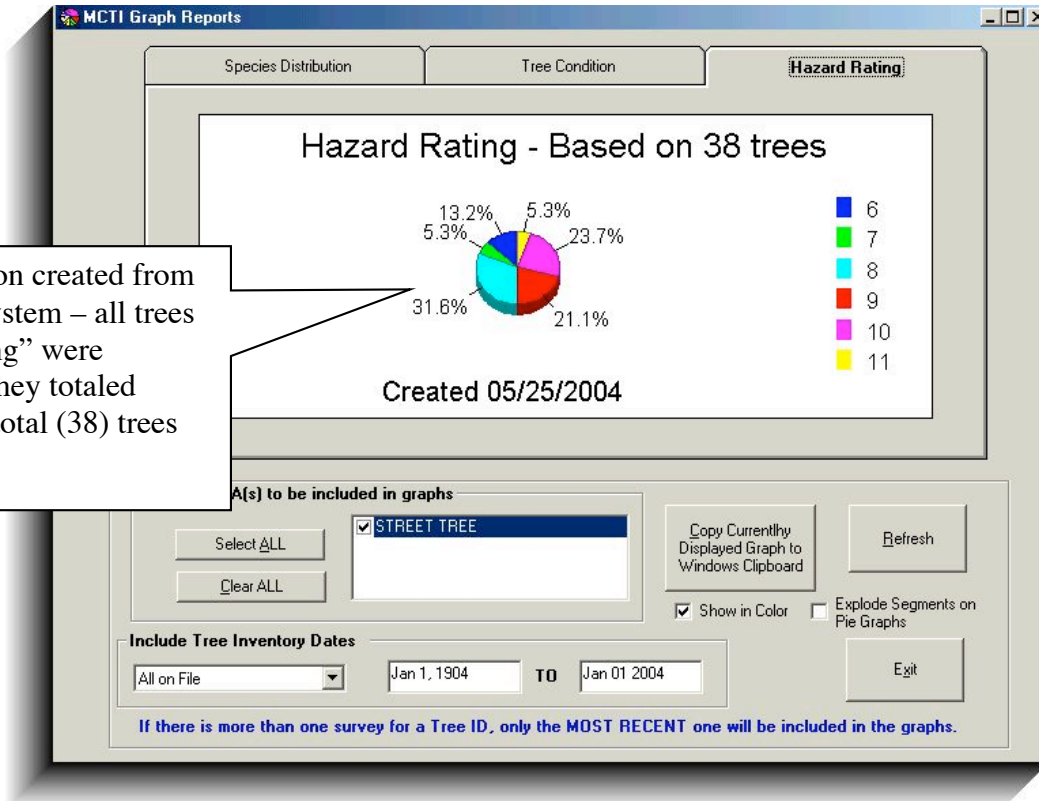 MCTI Graph Reports
Species Distribution
Tree Condition
Hazard Rating
Hazard Rating - Based on 38 trees
13.2%
5.3%
5.3%
23.7%
31.6%
21.1%
6
7
8
9
10
11
Created 05/25/2004
on created from
ystem – all trees
ng” were
hey totaled
otal (38) trees
A(s) to be included in graphs
Select ALL
Clear ALL
STREET TREE
Copy Currentlhy
Displayed Graph to
Windows Clipboard
Refresh
Show in Color
Explode Segments on
Pie Graphs
Include Tree Inventory Dates
All on File
Jan 1, 1904
TO
Jan 01 2004
Exit
If there is more than one survey for a Tree ID, only the MOST RECENT one will be included in the graphs.